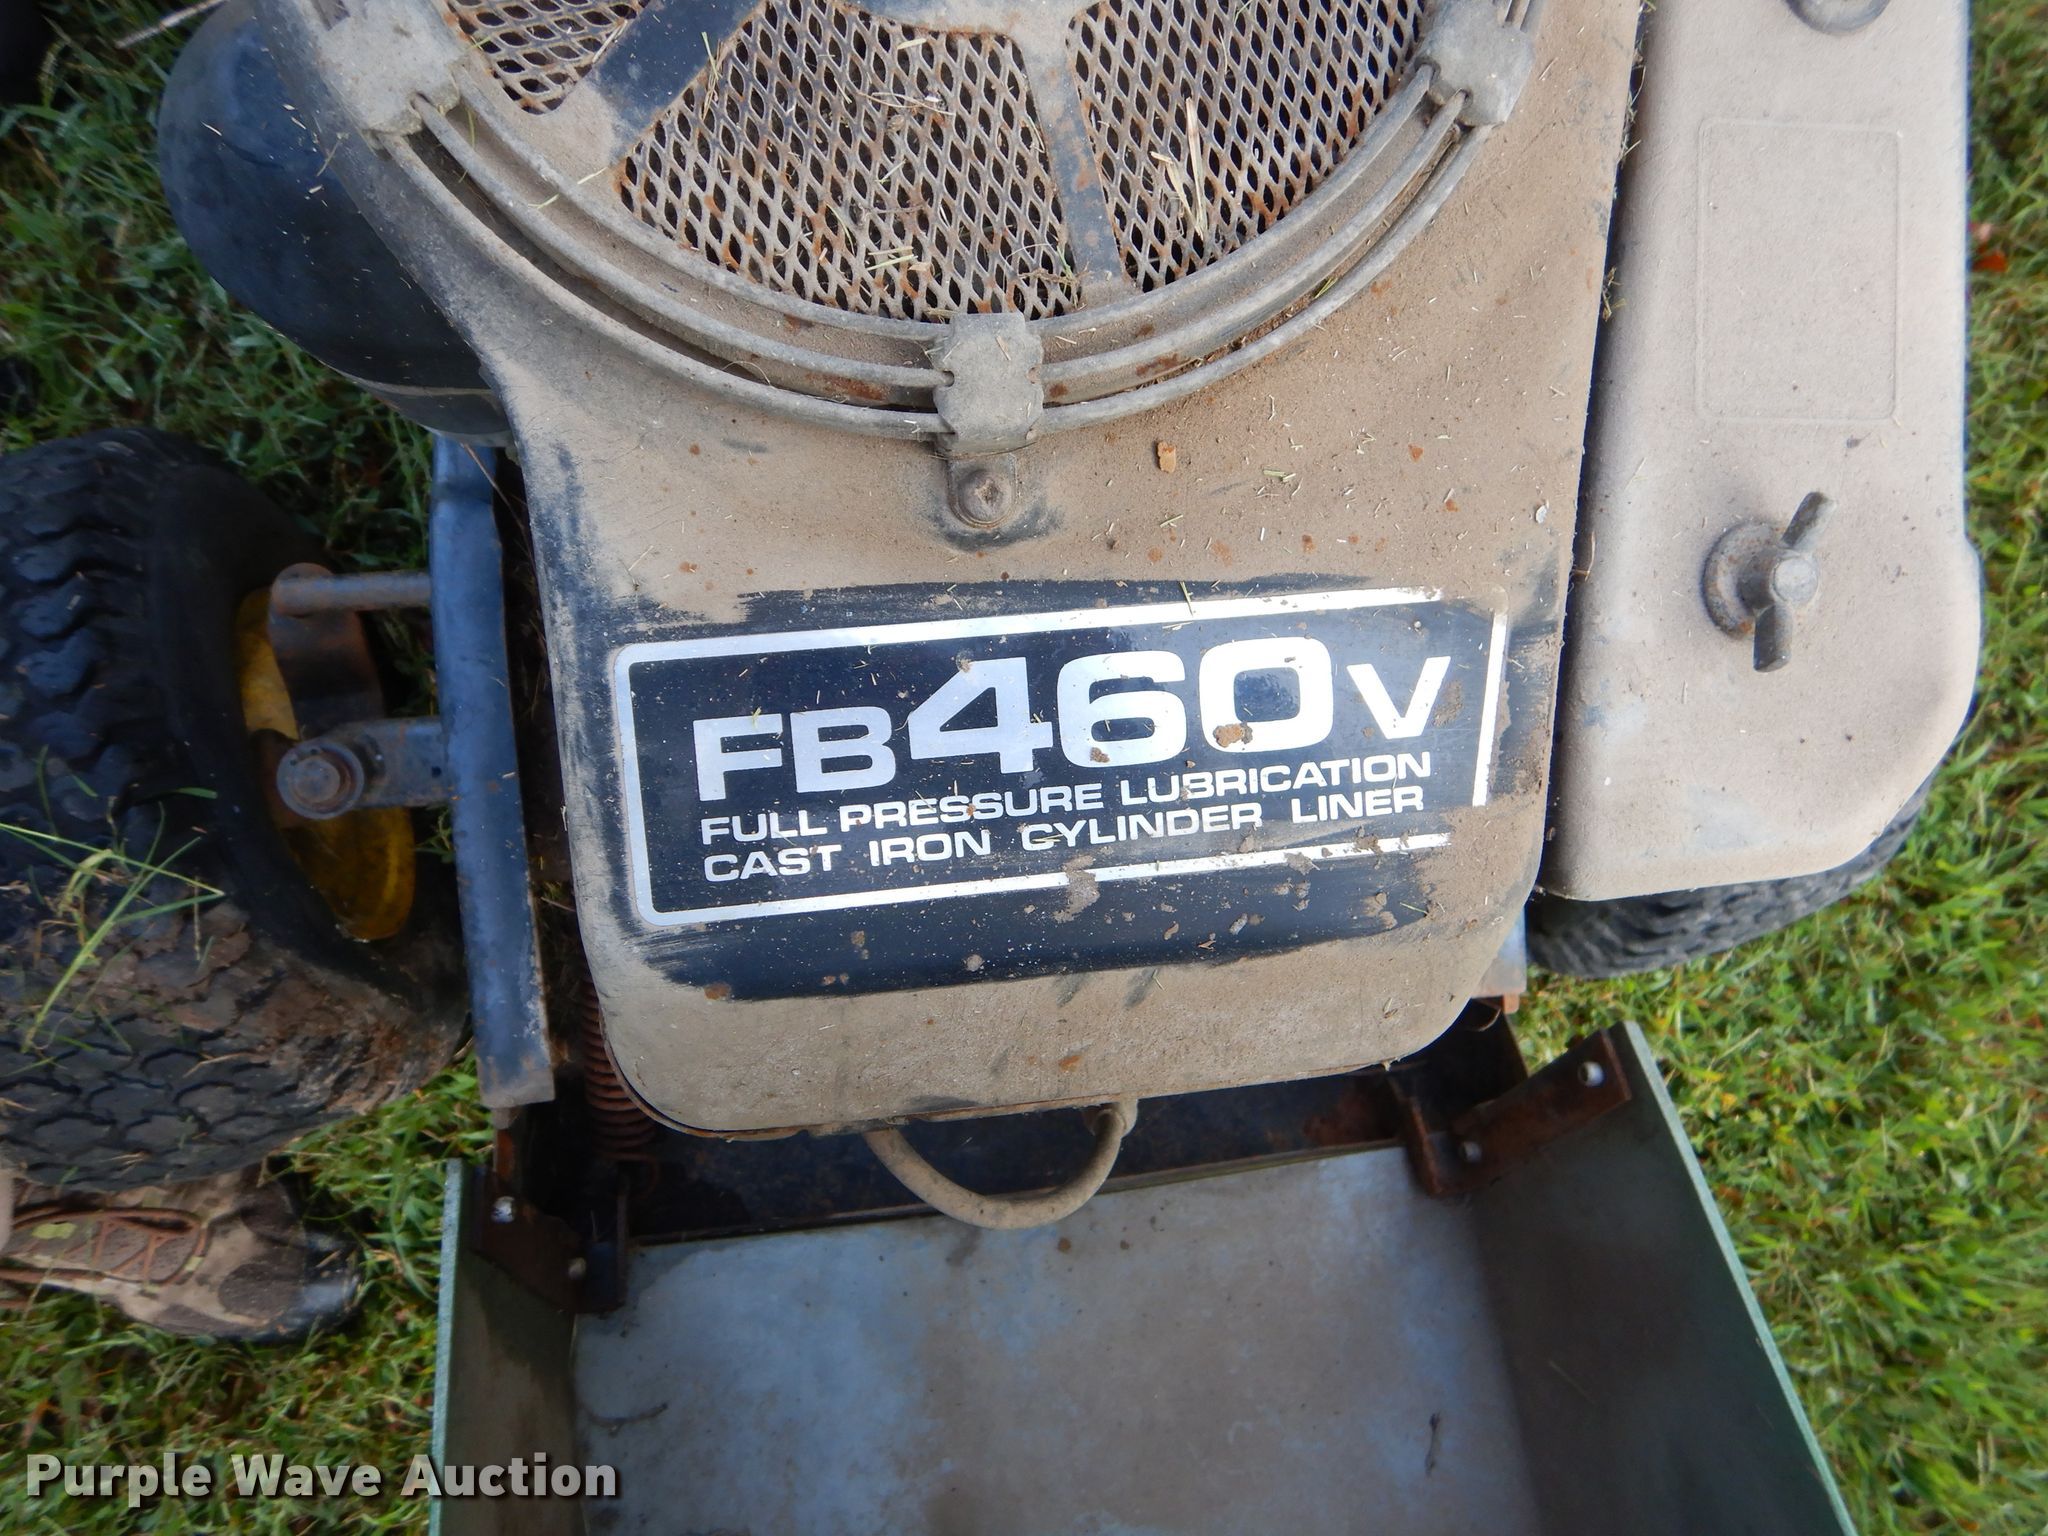 FB460V
FULL PRESSURE LUBRICATION
CAST IRON CYLINDER LINER
Purple Wave Auction